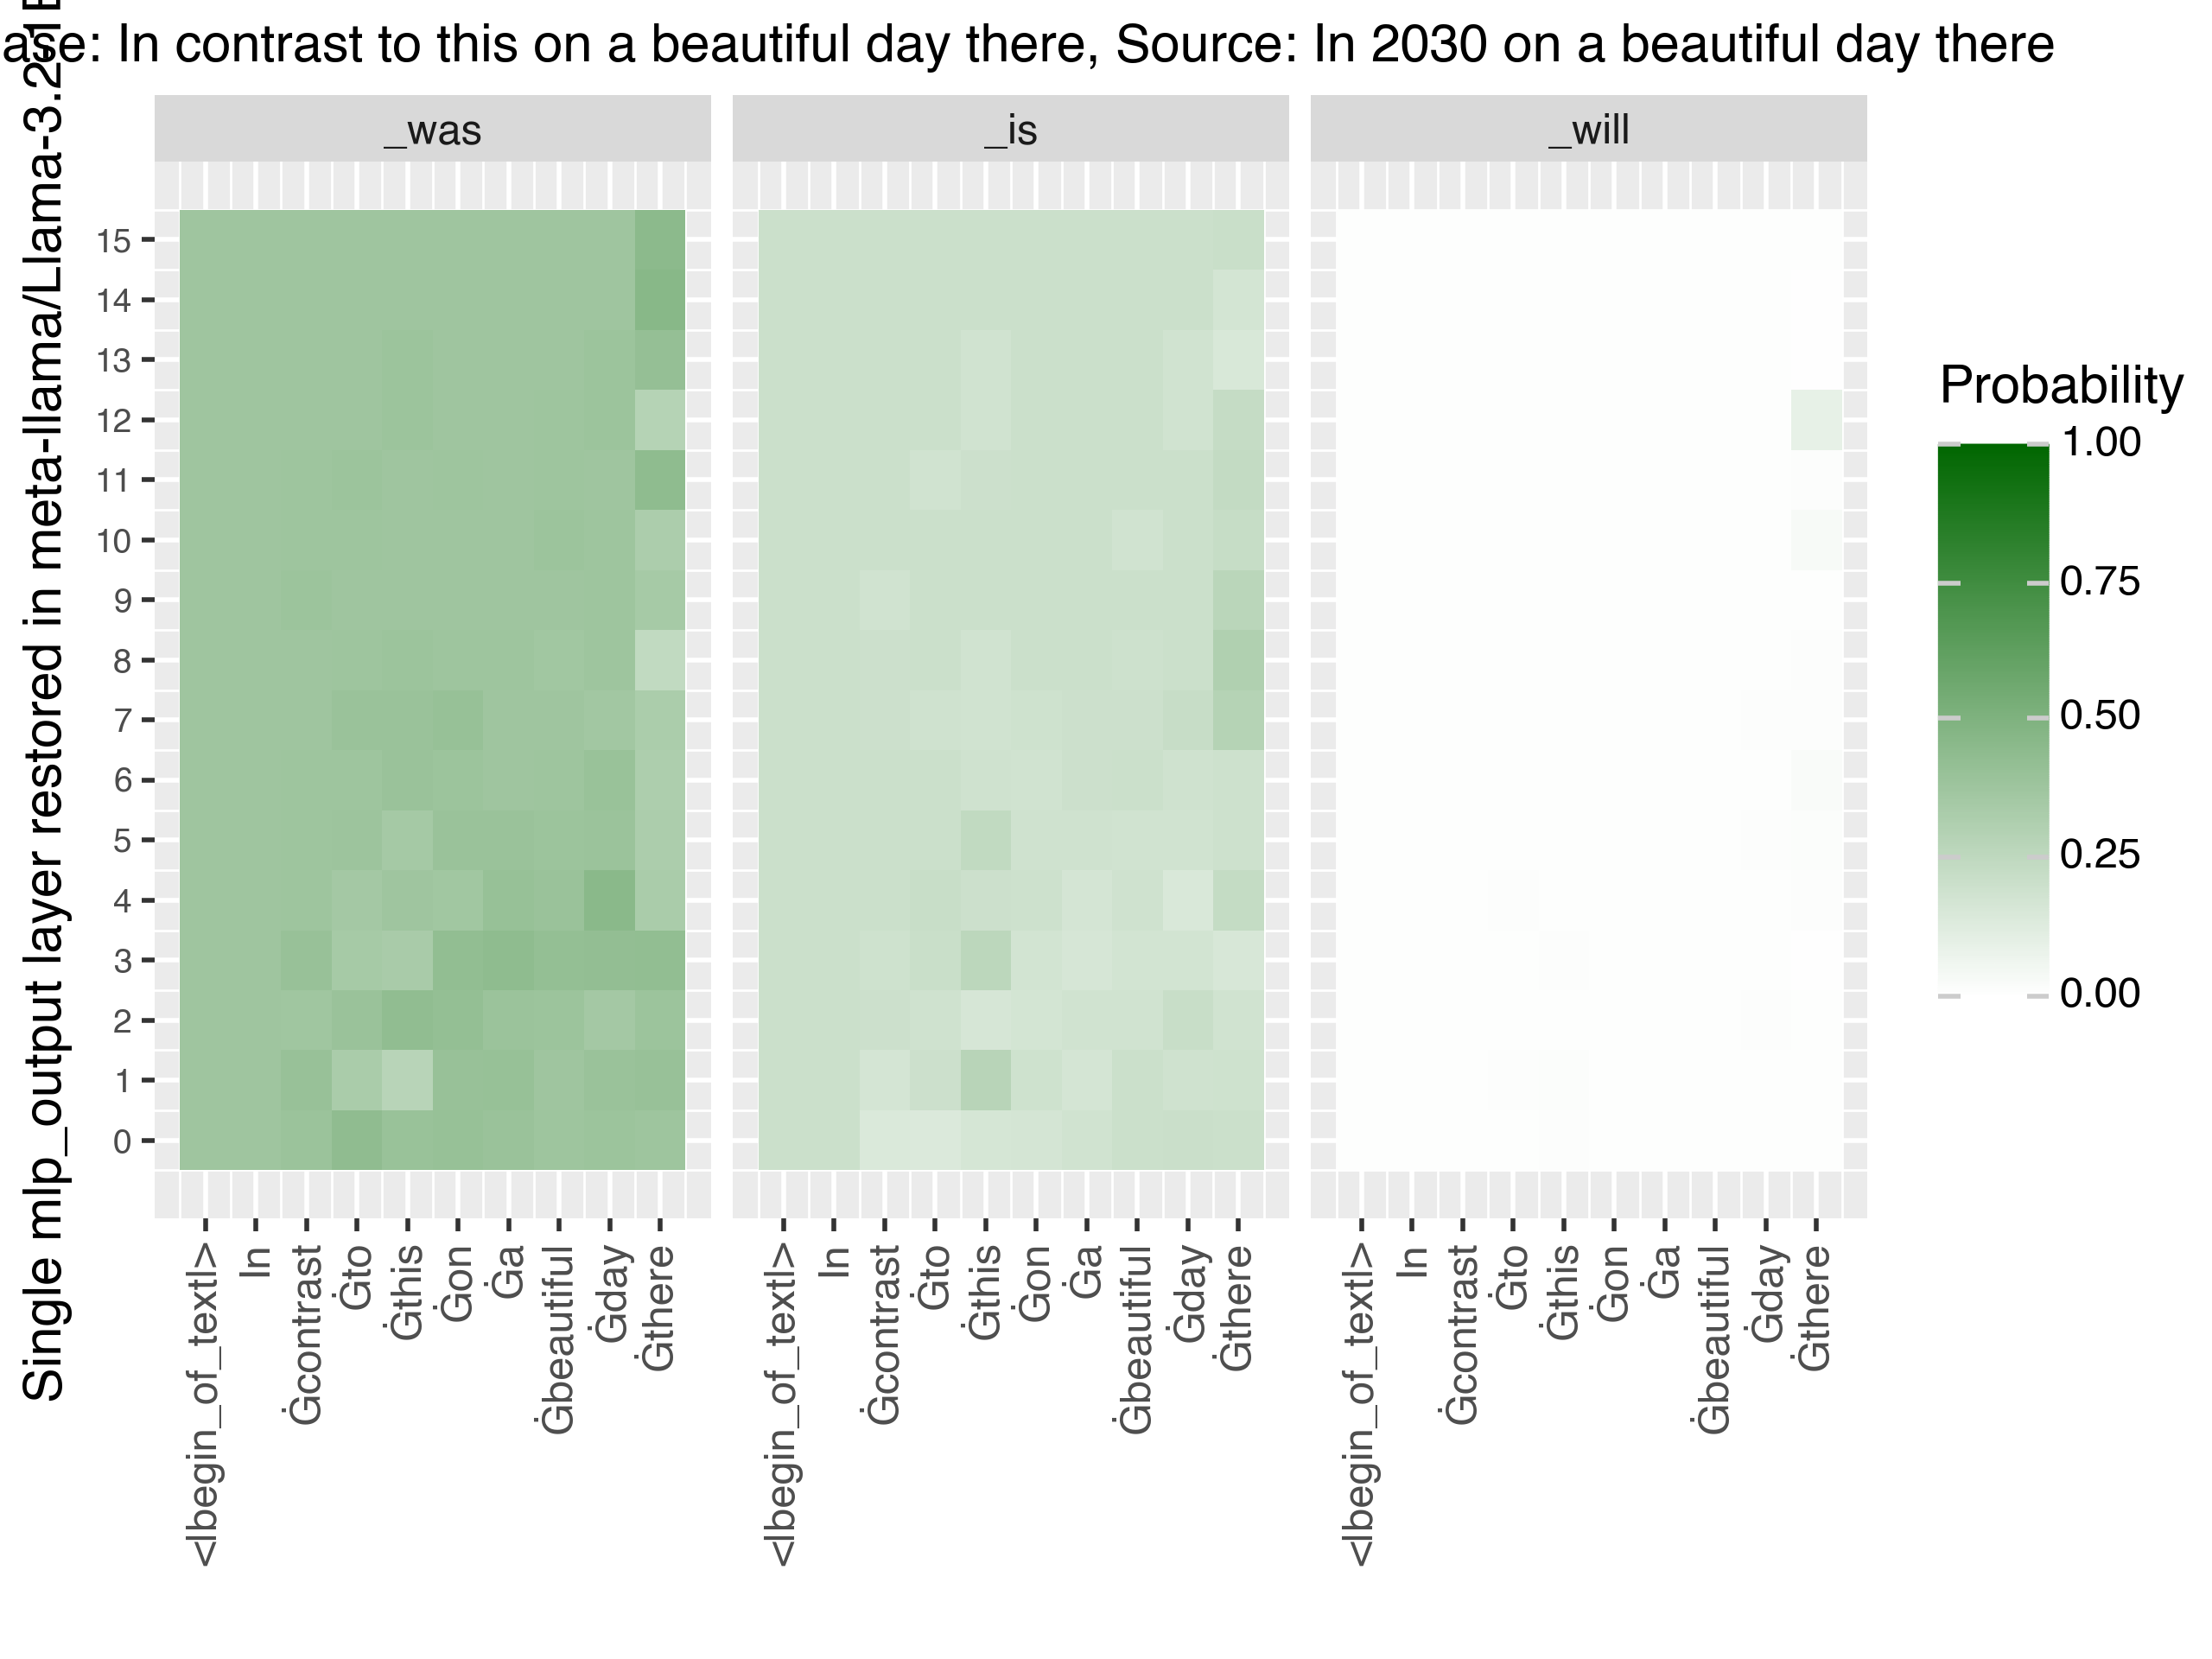 ase: In contrast to this on a beautiful day there, Source: In 2030 on a beautiful day there
Single mlp_output layer restored in meta-llama/Llama-3.2-1B
_was
_is
_will
15
14
13
12
11
10
9
8
7
6
5
4
3
2
1
0
<|begin_of_text|>
In
Ġcontrast
Ġto
Ġthis
Ġon
Ġa
Ġbeautiful
Ġday
Ġthere
<|begin_of_text|>
In
Ġcontrast
Ġto
Ġthis
Ġon
Ġa
Ġbeautiful
Ġday
Ġthere
<|begin_of_text|>
In
Ġcontrast
Ġto
Ġthis
Ġon
Ġa
Ġbeautiful
Ġday
Ġthere
Probability
1.00
0.75
0.50
0.25
0.00